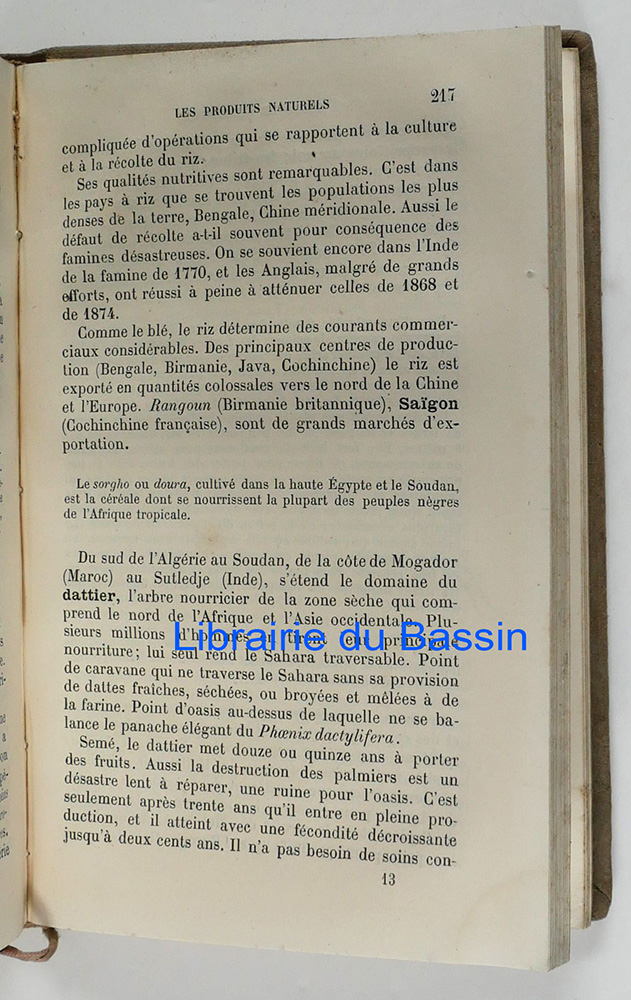 LES PRODUITS NATURELS 217
compliquée d'opérations qui se rapportent à la culture
et à la récolte du riz.
Ses qualités nutritives sont remarquables. C'est dans
les pays à riz que se trouvent les populations les plus
denses de la terre, Bengale, Chine méridionale. Aussi le
défaut de récolte a-t-il souvent pour conséquence des
famines désastreuses. On se souvient encore dans l'Inde
de la famine de 1770, et les Anglais, malgré de grands
efforts, ont réussi à peine à atténuer celles de 1868 et
de 1874.
Comme le blé, le riz détermine des courants commer-
ciaux considérables. Des principaux centres de produc-
tion (Bengale, Birmanie, Java, Cochinchine) le riz est
exporté en quantités colossales vers le nord de la Chine
et l'Europe. Rangoun (Birmanie britannique), Saïgon
(Cochinchine française), sont de grands marchés d'ex-
portation.
Le sorgho ou doura, cultivé dans la haute Égypte et le Soudan,
est la céréale dont se nourrissent la plupart des peuples nègres
de l'Afrique tropicale.
Du sud de l'Algérie au Soudan, de la côte de Mogador
(Maroc) au Sutledje (Inde), s'étend le domaine du
dattier, l'arbre nourricier de la zone sèche qui com-
prend le nord de l'Afrique et l'Asie occidentale. Plu-
sieurs millions d'hommes en tirent leur principale
Librairie du Bassin
nourriture; lui seul rend le Sahara traversable. Point
de caravane qui ne traverse le Sahara sans sa provision
de dattes fraîches, séchées, ou broyées et mêlées à de
la farine. Point d'oasis au-dessus de laquelle ne se ba-
lance le panache élégant du Phœnix dactylifera.
Semé, le dattier met douze ou quinze ans à porter
des fruits. Aussi la destruction des palmiers est un
désastre lent à réparer, une ruine pour l'oasis. C'est
seulement après trente ans qu'il entre en pleine pro-
duction, et il atteint avec une fécondité décroissante
jusqu'à deux cents ans. Il n'a pas besoin de soins con-
13